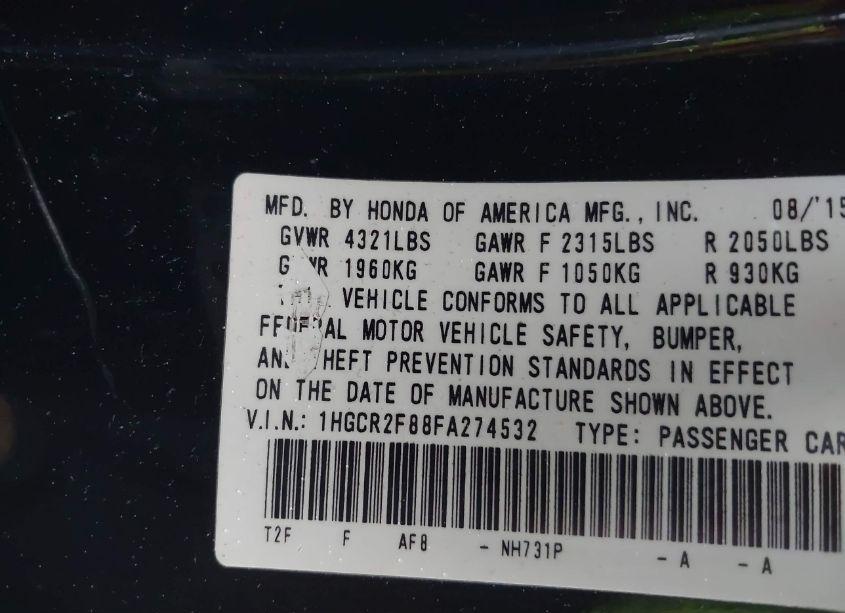 MFD. BY HONDA OF AMERICA MFG., INC. 08/'15
GVWR 4321LBS GAWR F 2315LBS R 2050LBS
1960KG GAWR F 1050KG R 930KG
VEHICLE CONFORMS TO ALL APPLICABLE
MOTOR VEHICLE SAFETY, BUMPER,
PREVENTION STANDARDS IN EFFECT
ON THE DATE OF MANUFACTURE SHOWN ABOVE.
V.I.N.: 1HGCR2F88FA274532 TYPE: PASSENGER CAR
T2F F AF8 - NH731P - A - A